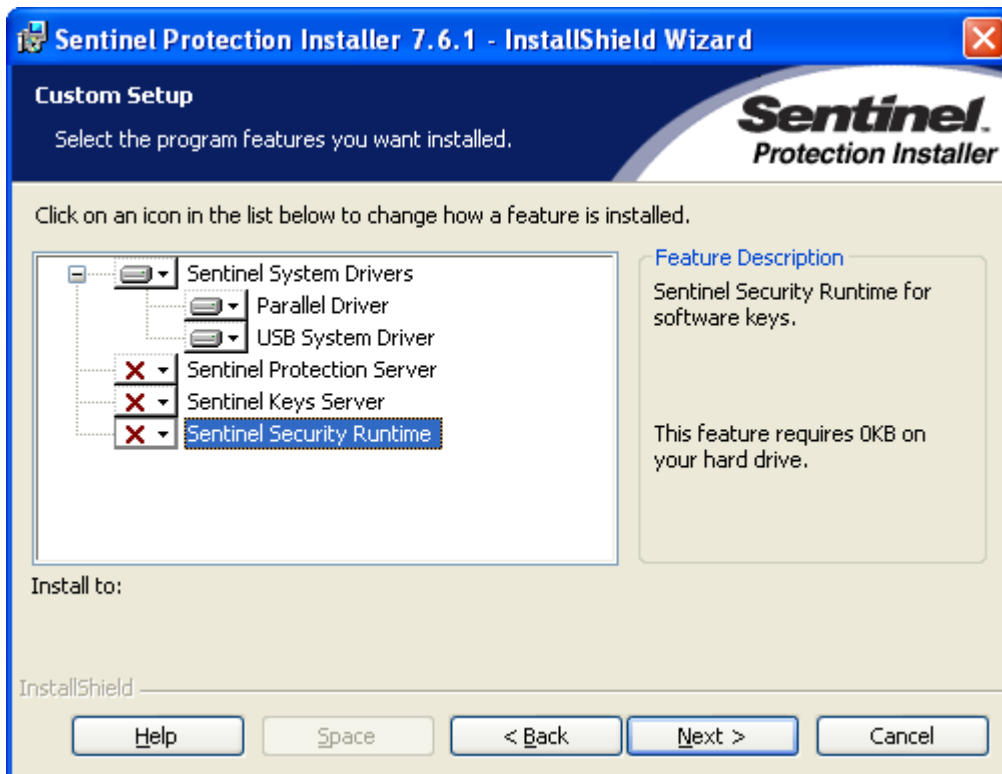 Sentinel Protection Installer 7.6.1 - InstallShield Wizard
Custom Setup
Select the program features you want installed.
Sentinel.
Protection Installer
Click on an icon in the list below to change how a feature is installed.
Sentinel System Drivers
Parallel Driver
USB System Driver
Sentinel Protection Server
Sentinel Keys Server
Sentinel Security Runtime
Feature Description
Sentinel Security Runtime for
software keys.
This feature requires 0KB on
your hard drive.
Install to:
InstallShield
Help
Space
< Back
Next >
Cancel